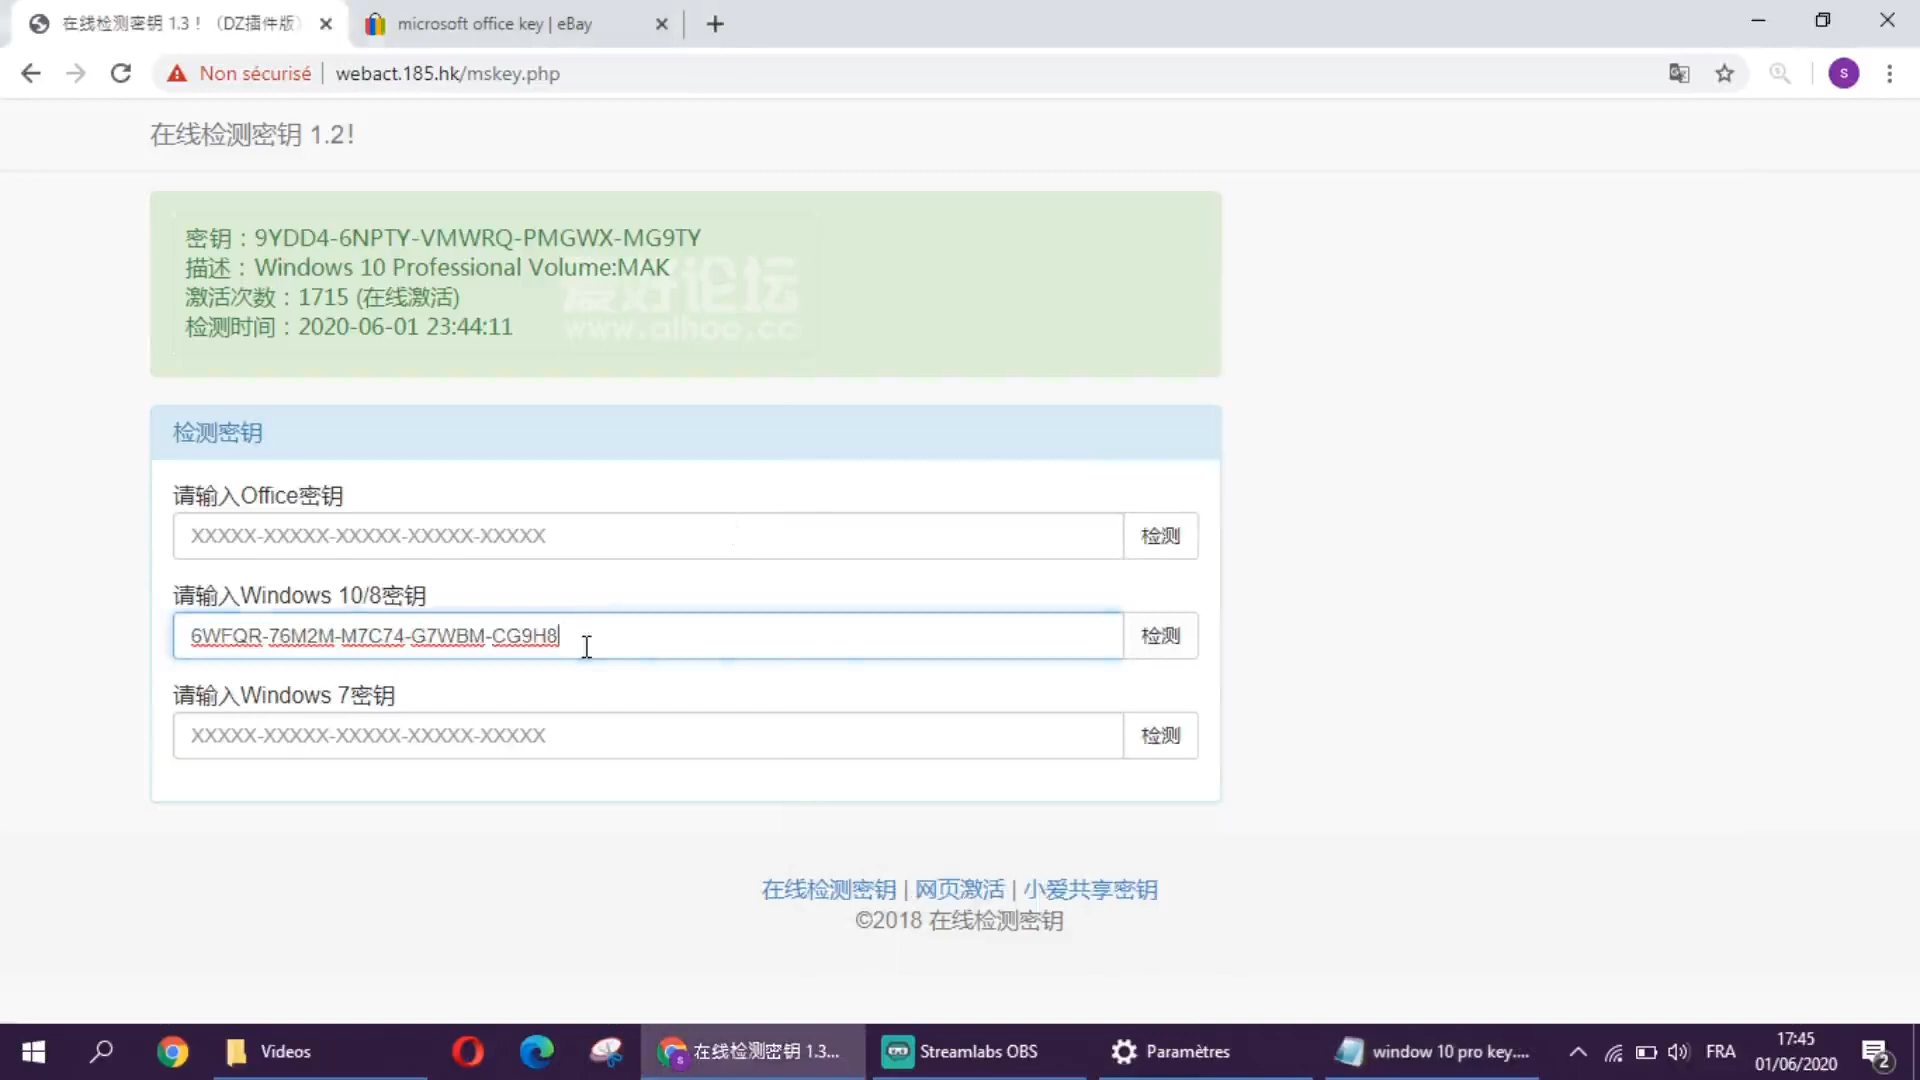 在线检测密钥 1.3！（DZ插件版）
microsoft office key | eBay
Non sécurisé | webact.185.hk/mskey.php
S
在线检测密钥 1.2!
密钥：9YDD4-6NPTY-VMWRQ-PMGWX-MG9TY
描述：Windows 10 Professional Volume:MAK
激活次数：1715 (在线激活)
检测时间：2020-06-01 23:44:11
爱好论坛
www.aihao.cc
检测密钥
请输入Office密钥
XXXXX-XXXXX-XXXXX-XXXXX-XXXXX 检测
请输入Windows 10/8密钥
6WFQR-76M2M-M7C74-G7WBM-CG9H8 检测
请输入Windows 7密钥
XXXXX-XXXXX-XXXXX-XXXXX-XXXXX 检测
在线检测密钥 | 网页激活 | 小爱共享密钥
©2018 在线检测密钥
Videos
在线检测密钥 1.3...
Streamlabs OBS
Paramètres
window 10 pro key....
FRA
17:45
01/06/2020
2